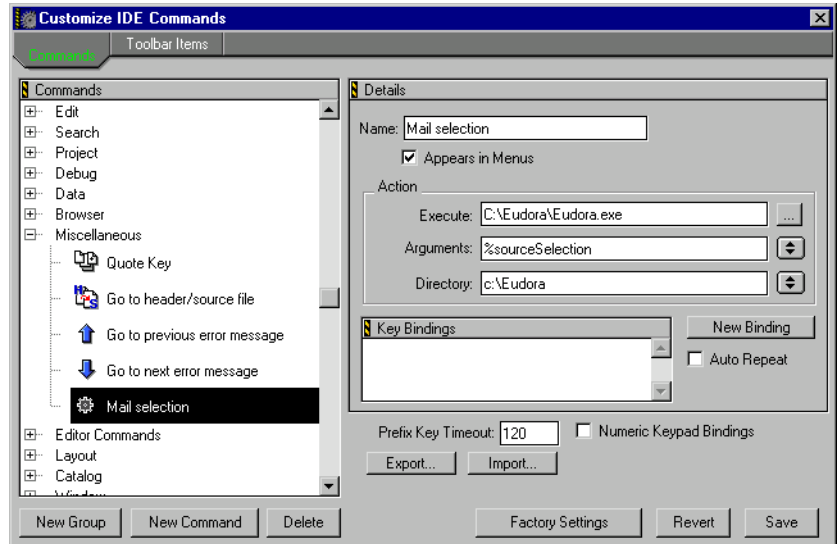 Customize IDE Commands
Commands
Toolbar Items
Commands
Edit
Search
Project
Debug
Data
Browser
Miscellaneous
Quote Key
Go to header/source file
Go to previous error message
Go to next error message
Mail selection
Editor Commands
Layout
Catalog
Window
Details
Name: Mail selection
Appears in Menus
Action
Execute: C:\Eudora\Eudora.exe ...
Arguments: %sourceSelection
Directory: c:\Eudora
Key Bindings
New Binding
Auto Repeat
Prefix Key Timeout: 120
Numeric Keypad Bindings
Export... Import...
New Group New Command Delete Factory Settings Revert Save